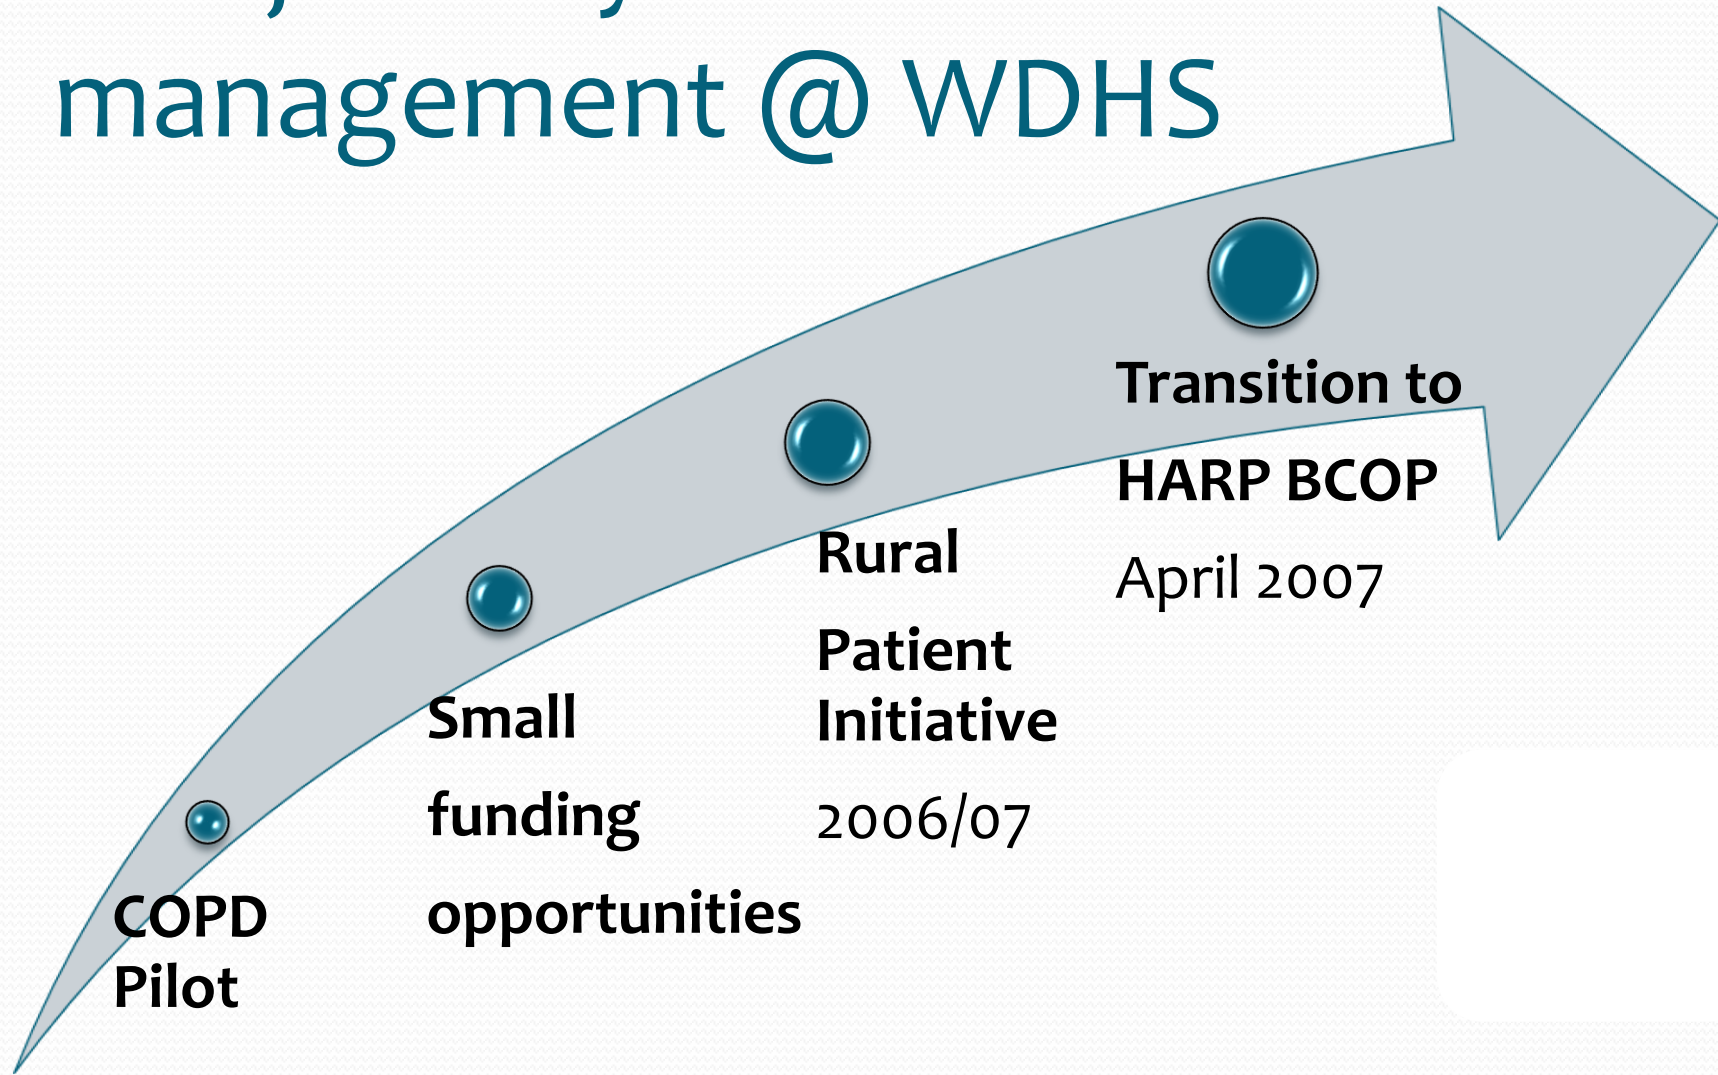 management @ WDHS
Transition to
HARP BCOP
April 2007
Rural
Patient
Initiative
2006/07
Small
funding
opportunities
COPD
Pilot